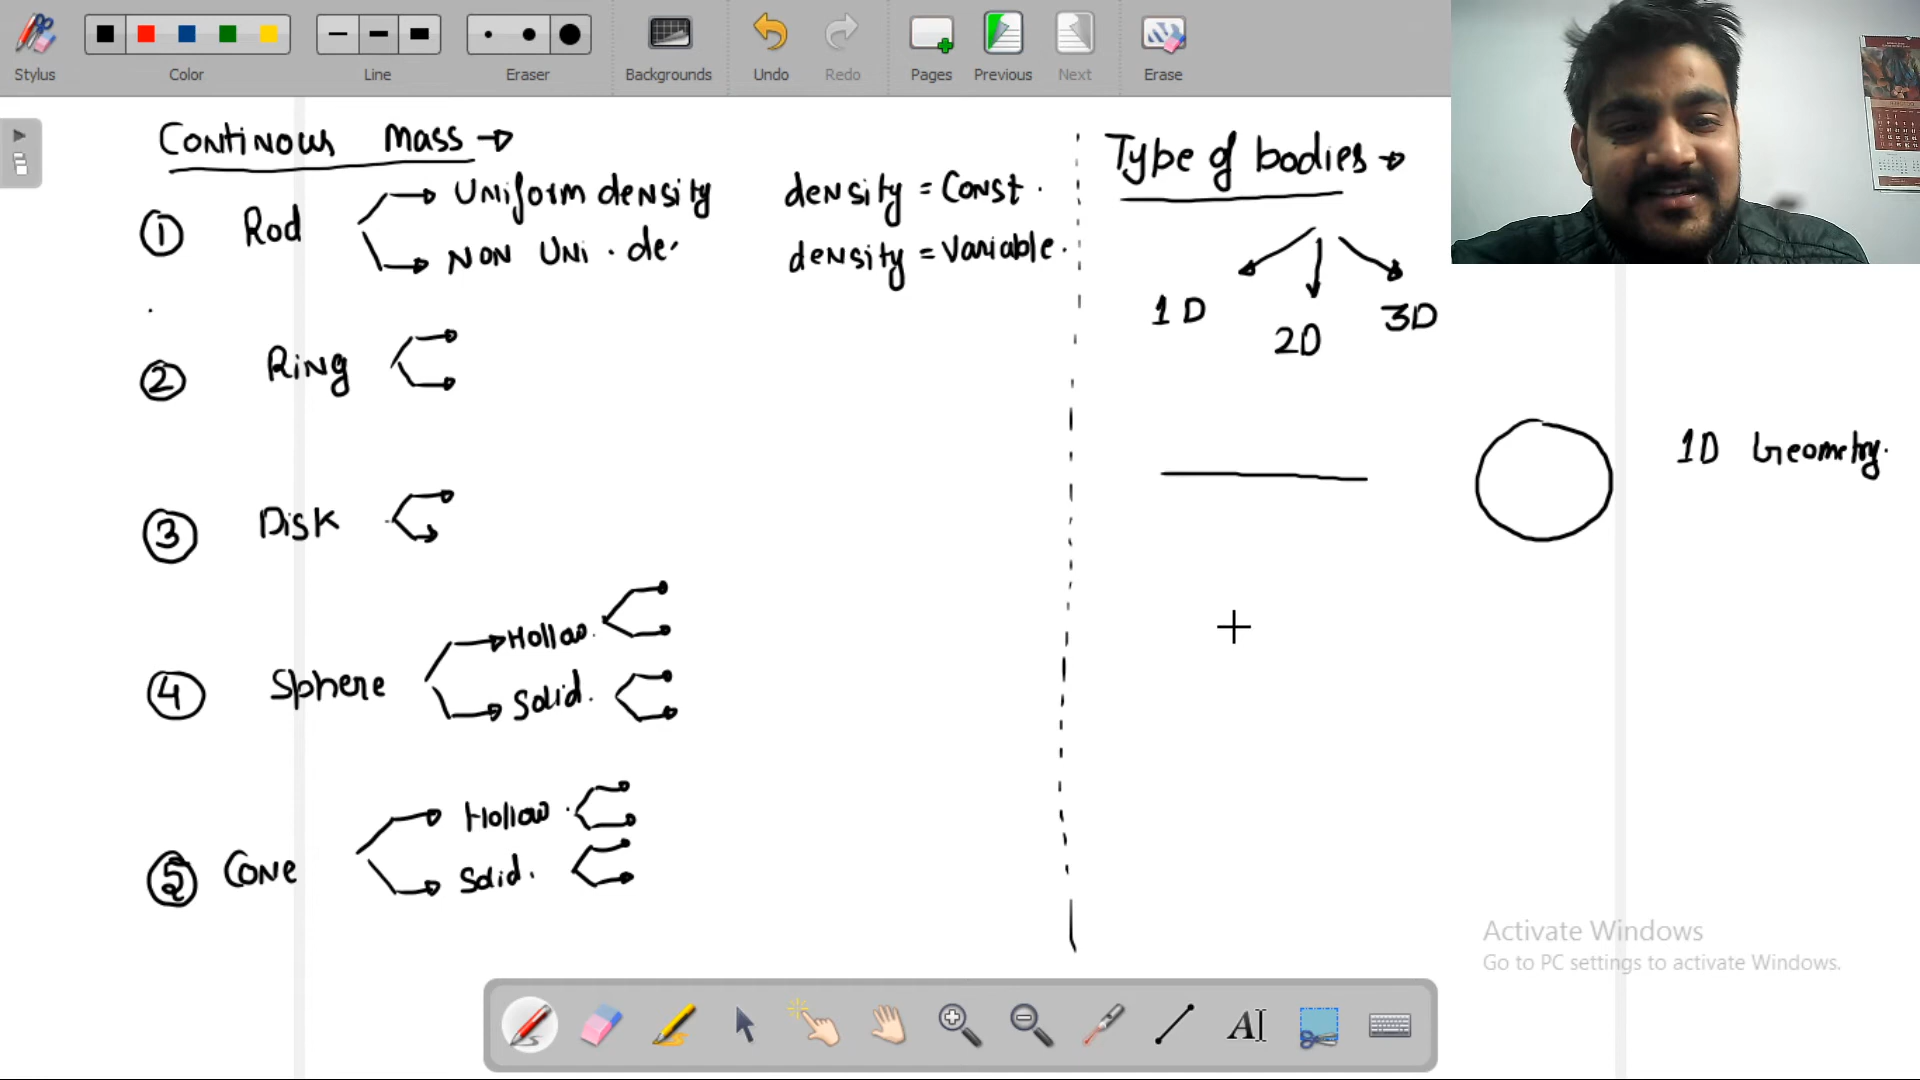 Stylus
Color
Line
Eraser
Backgrounds
Undo
Redo
Pages
Previous
Next
Erase
Continous mass →
① Rod
→ Uniform density density = Const.
→ NON UNi. de density = Variable.
② Ring
③ Disk
④ Sphere
→ Hollow.
→ Solid.
⑤ Cone
→ Hollow.
→ Solid.
Type of bodies →
1D
2D
3D
1D Geometry.
Activate Windows
Go to PC settings to activate Windows.
AI